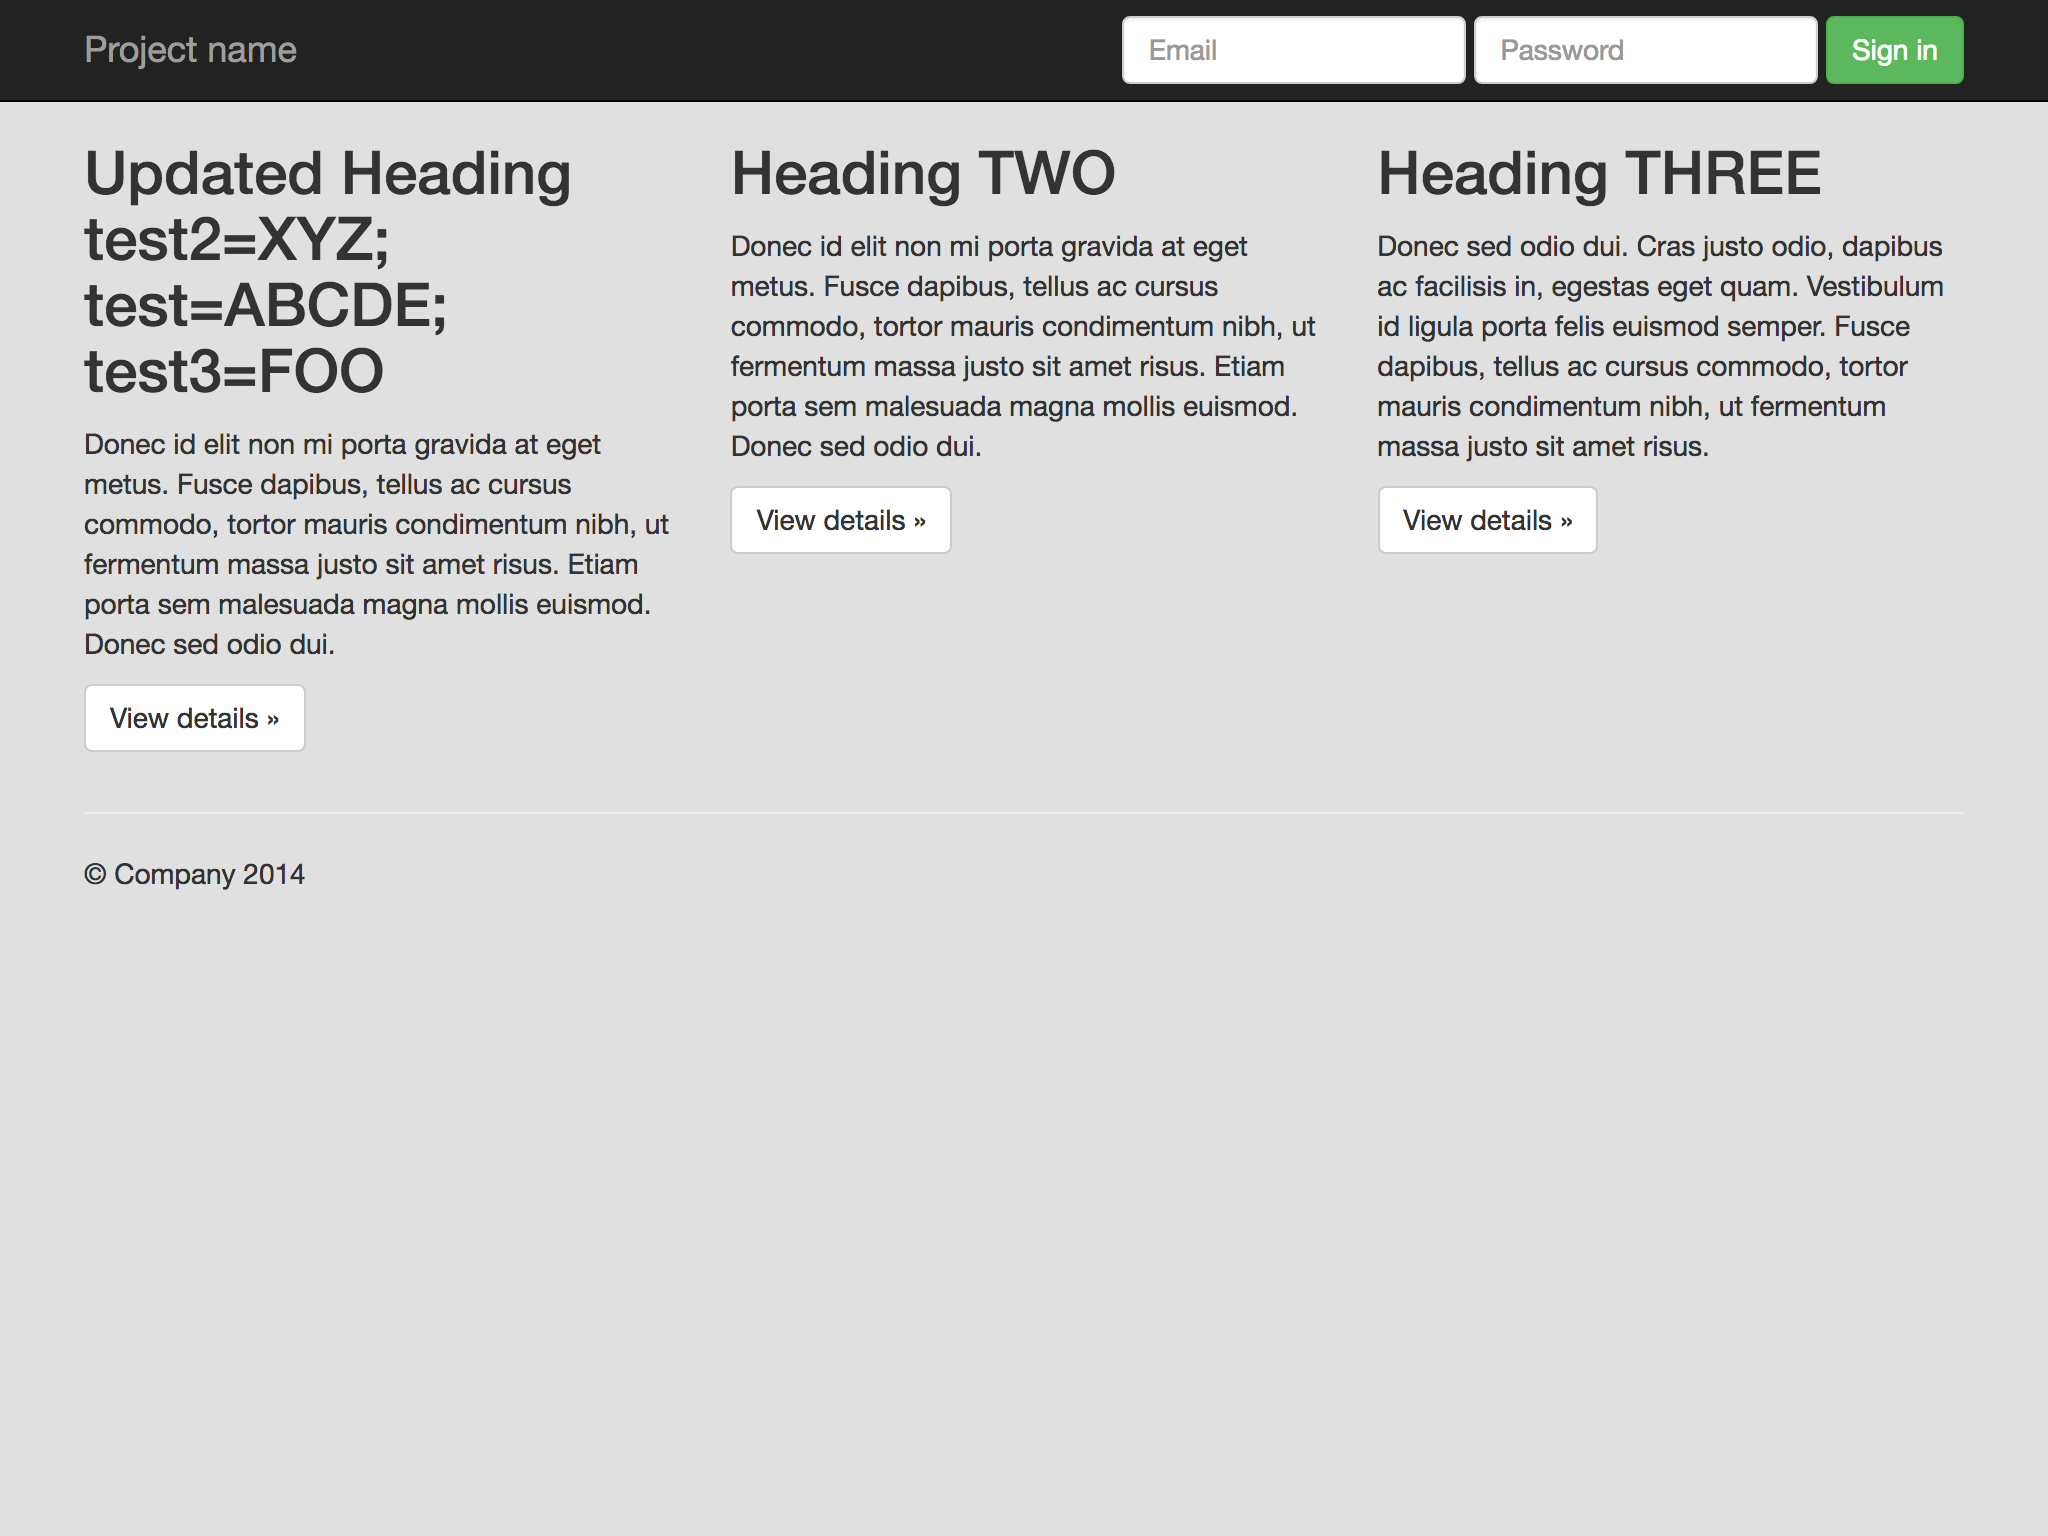 Project name
Email
Password
Sign in
Updated Heading
test2=XYZ;
test=ABCDE;
test3=FOO
Donec id elit non mi porta gravida at eget
metus. Fusce dapibus, tellus ac cursus
commodo, tortor mauris condimentum nibh, ut
fermentum massa justo sit amet risus. Etiam
porta sem malesuada magna mollis euismod.
Donec sed odio dui.
View details »
Heading TWO
Donec id elit non mi porta gravida at eget
metus. Fusce dapibus, tellus ac cursus
commodo, tortor mauris condimentum nibh, ut
fermentum massa justo sit amet risus. Etiam
porta sem malesuada magna mollis euismod.
Donec sed odio dui.
View details »
Heading THREE
Donec sed odio dui. Cras justo odio, dapibus
ac facilisis in, egestas eget quam. Vestibulum
id ligula porta felis euismod semper. Fusce
dapibus, tellus ac cursus commodo, tortor
mauris condimentum nibh, ut fermentum
massa justo sit amet risus.
View details »
© Company 2014